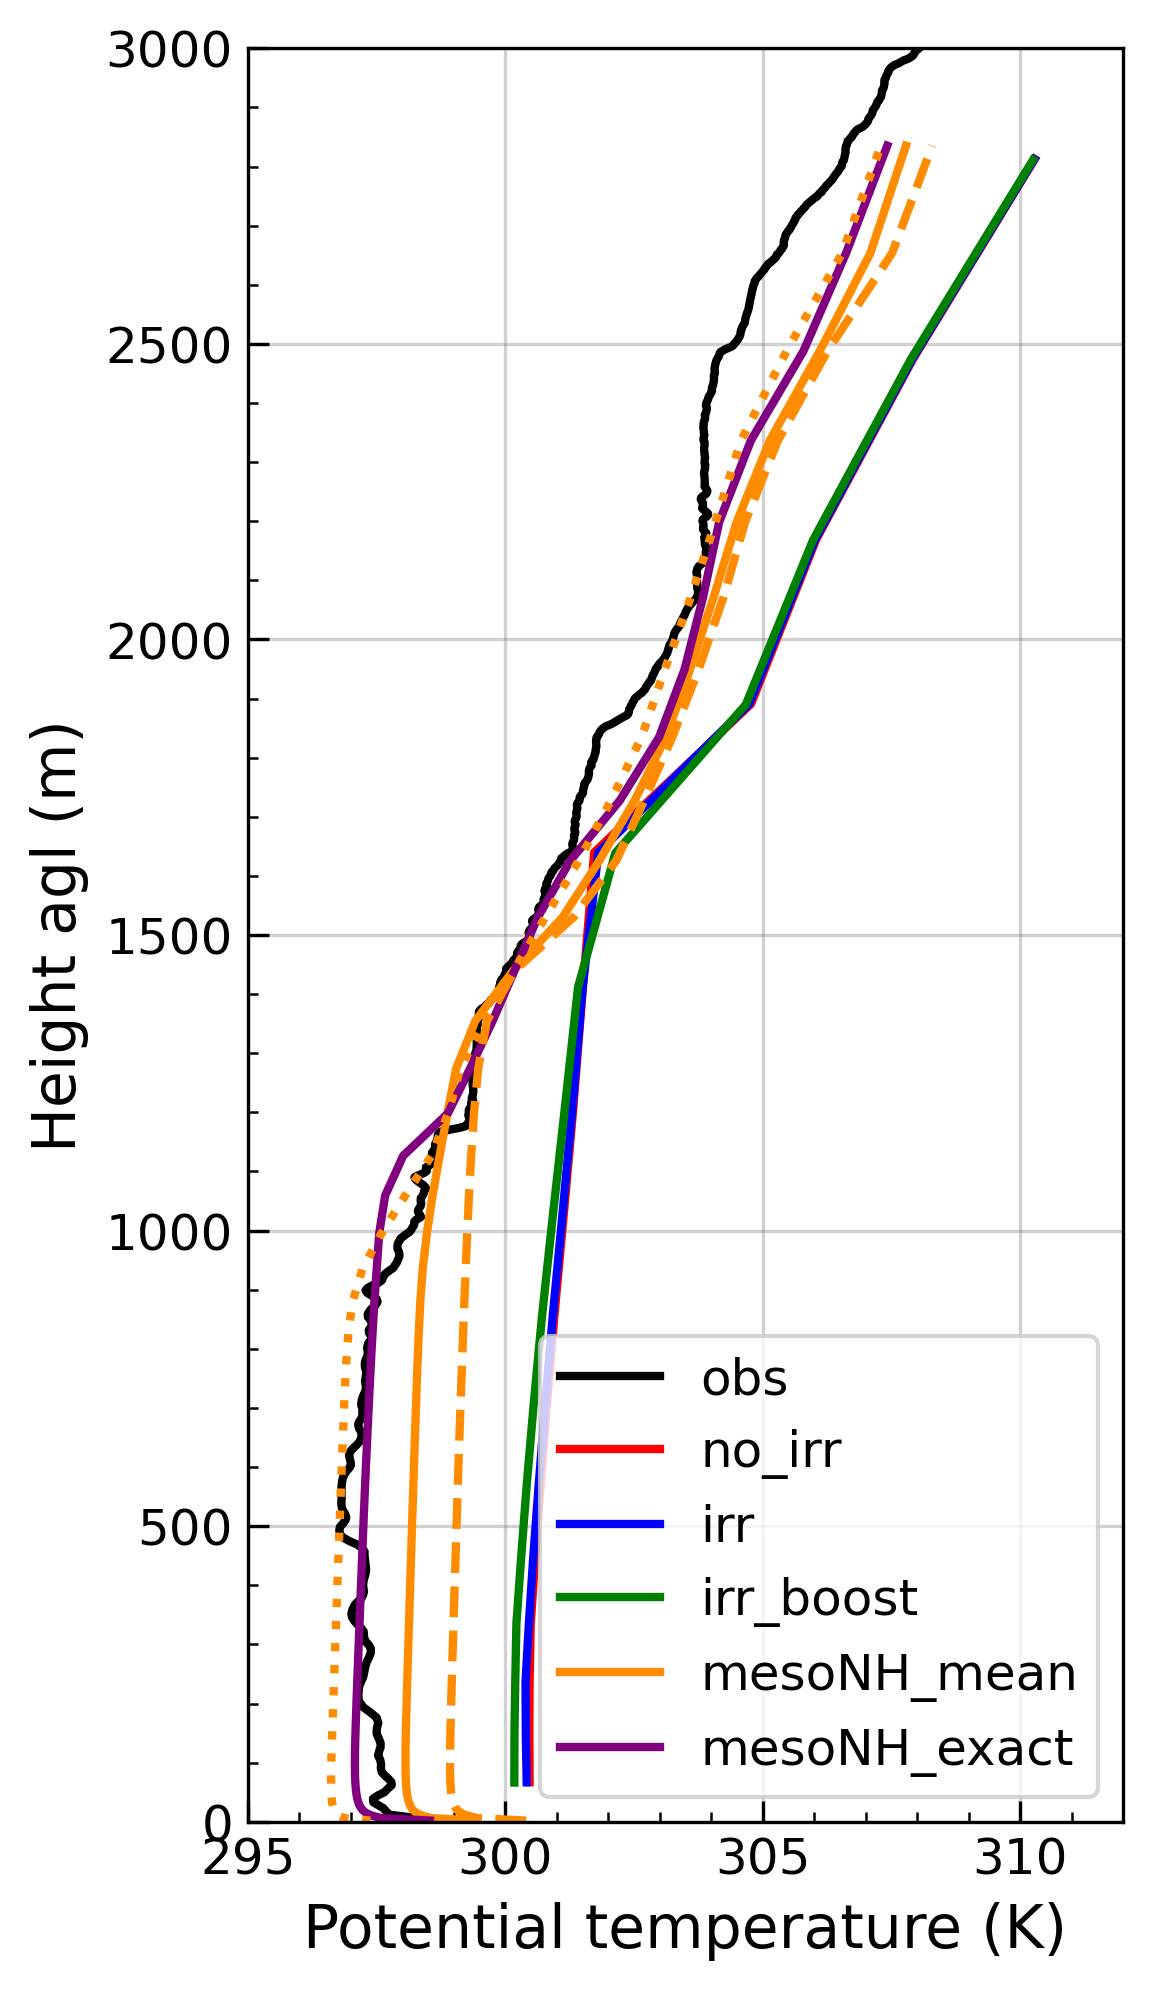 3000
2500
2000
1500
1000
500
0
295 300 305 310
Height agl (m)
Potential temperature (K)
obs
no_irr
irr
irr_boost
mesoNH_mean
mesoNH_exact